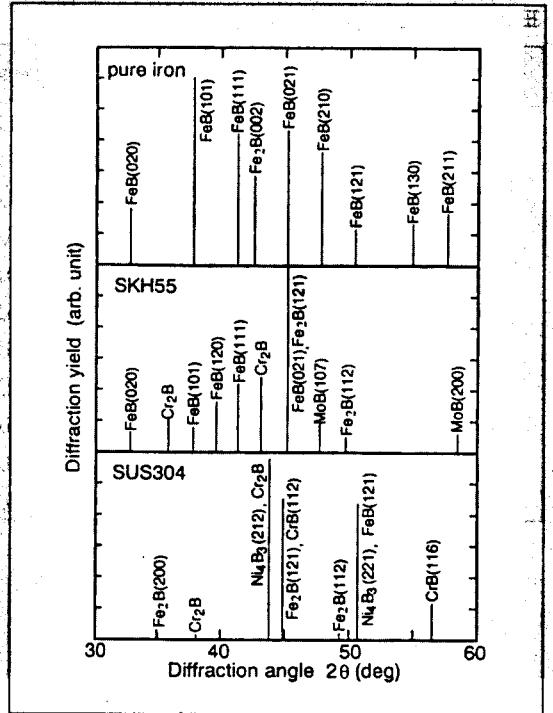 pure iron
FeB(020)
FeB(101)
FeB(111)
Fe₂B(002)
FeB(021)
FeB(210)
FeB(121)
FeB(130)
FeB(211)
SKH55
FeB(020)
Cr₂B
FeB(101)
FeB(120)
FeB(111)
Cr₂B
FeB(021), Fe₂B(121)
MoB(107)
Fe₂B(112)
MoB(200)
SUS304
Fe₂B(200)
Cr₂B
Ni₄B₃(212), Cr₂B
Fe₂B(121), CrB(112)
Fe₂B(112)
Ni₄B₃(221), FeB(121)
CrB(116)
Diffraction yield (arb. unit)
30 40 50 60
Diffraction angle 2θ (deg)